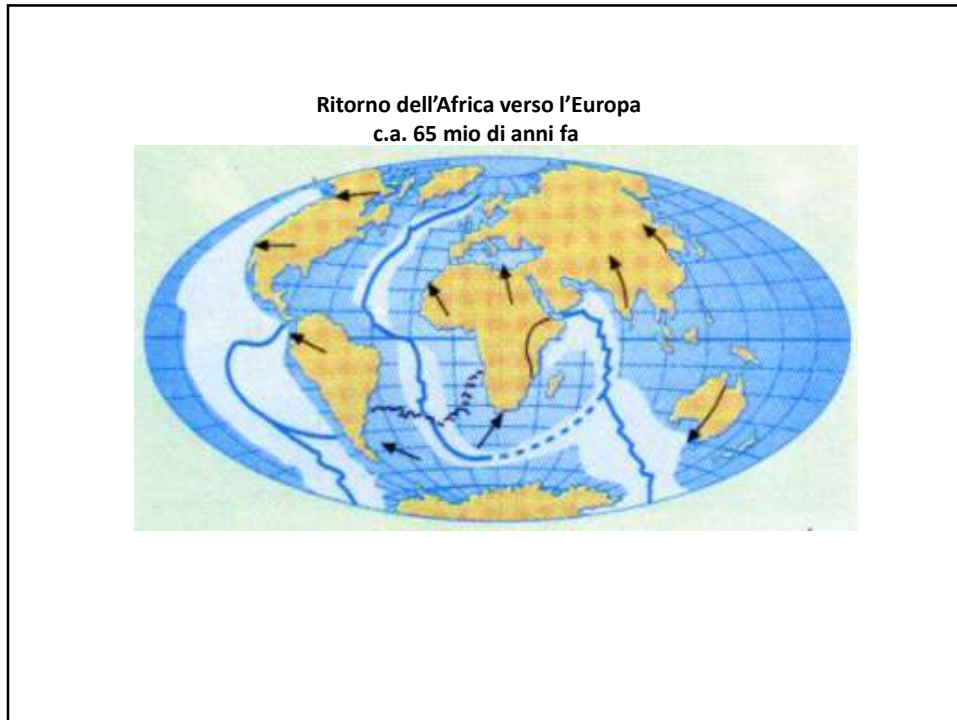 Ritorno dell’Africa verso l’Europa
c.a. 65 mio di anni fa